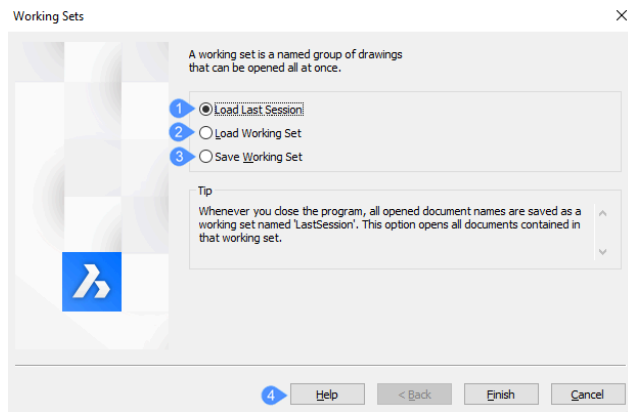 Working Sets
A working set is a named group of drawings
that can be opened all at once.
1 Load Last Session
2 Load Working Set
3 Save Working Set
Tip
Whenever you close the program, all opened document names are saved as a
working set named 'LastSession'. This option opens all documents contained in
that working set.
4 Help < Back Finish Cancel